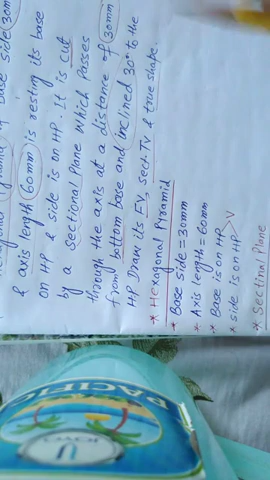 base side 30m
& axis length 60mm is resting its base
on HP & side is on HP. It is cut
by a sectional plane which passes
through the axis at a distance of 30mm
from bottom base and inclined 30° to the
HP Draw its FV, sect.TV & true shape.
* Hexagonal Pyramid
* Base side = 30mm
* Axis length = 60mm
* Base is on HP
* side is on HP > V
* Sectinal Plane
PACIFIC